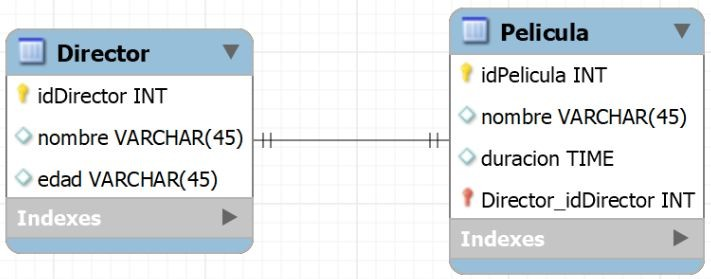 Director
idDirector INT
nombre VARCHAR(45)
edad VARCHAR(45)
Indexes
Pelicula
idPelicula INT
nombre VARCHAR(45)
duracion TIME
Director_idDirector INT
Indexes